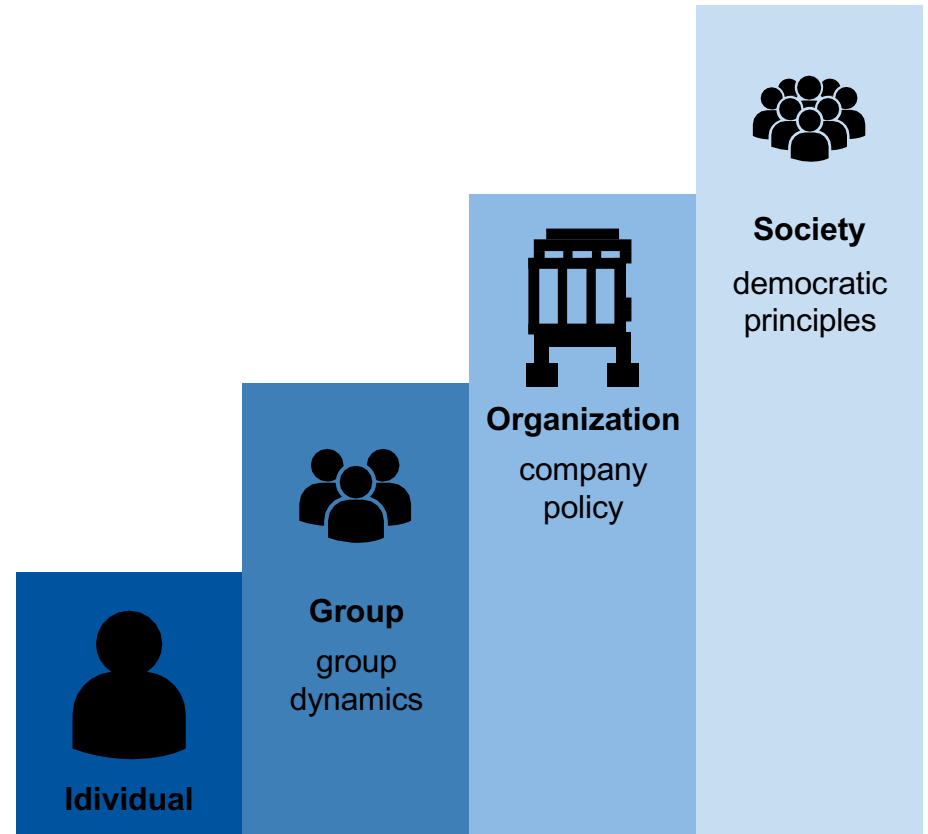 Idividual
Group
group
dynamics
Organization
company
policy
Society
democratic
principles